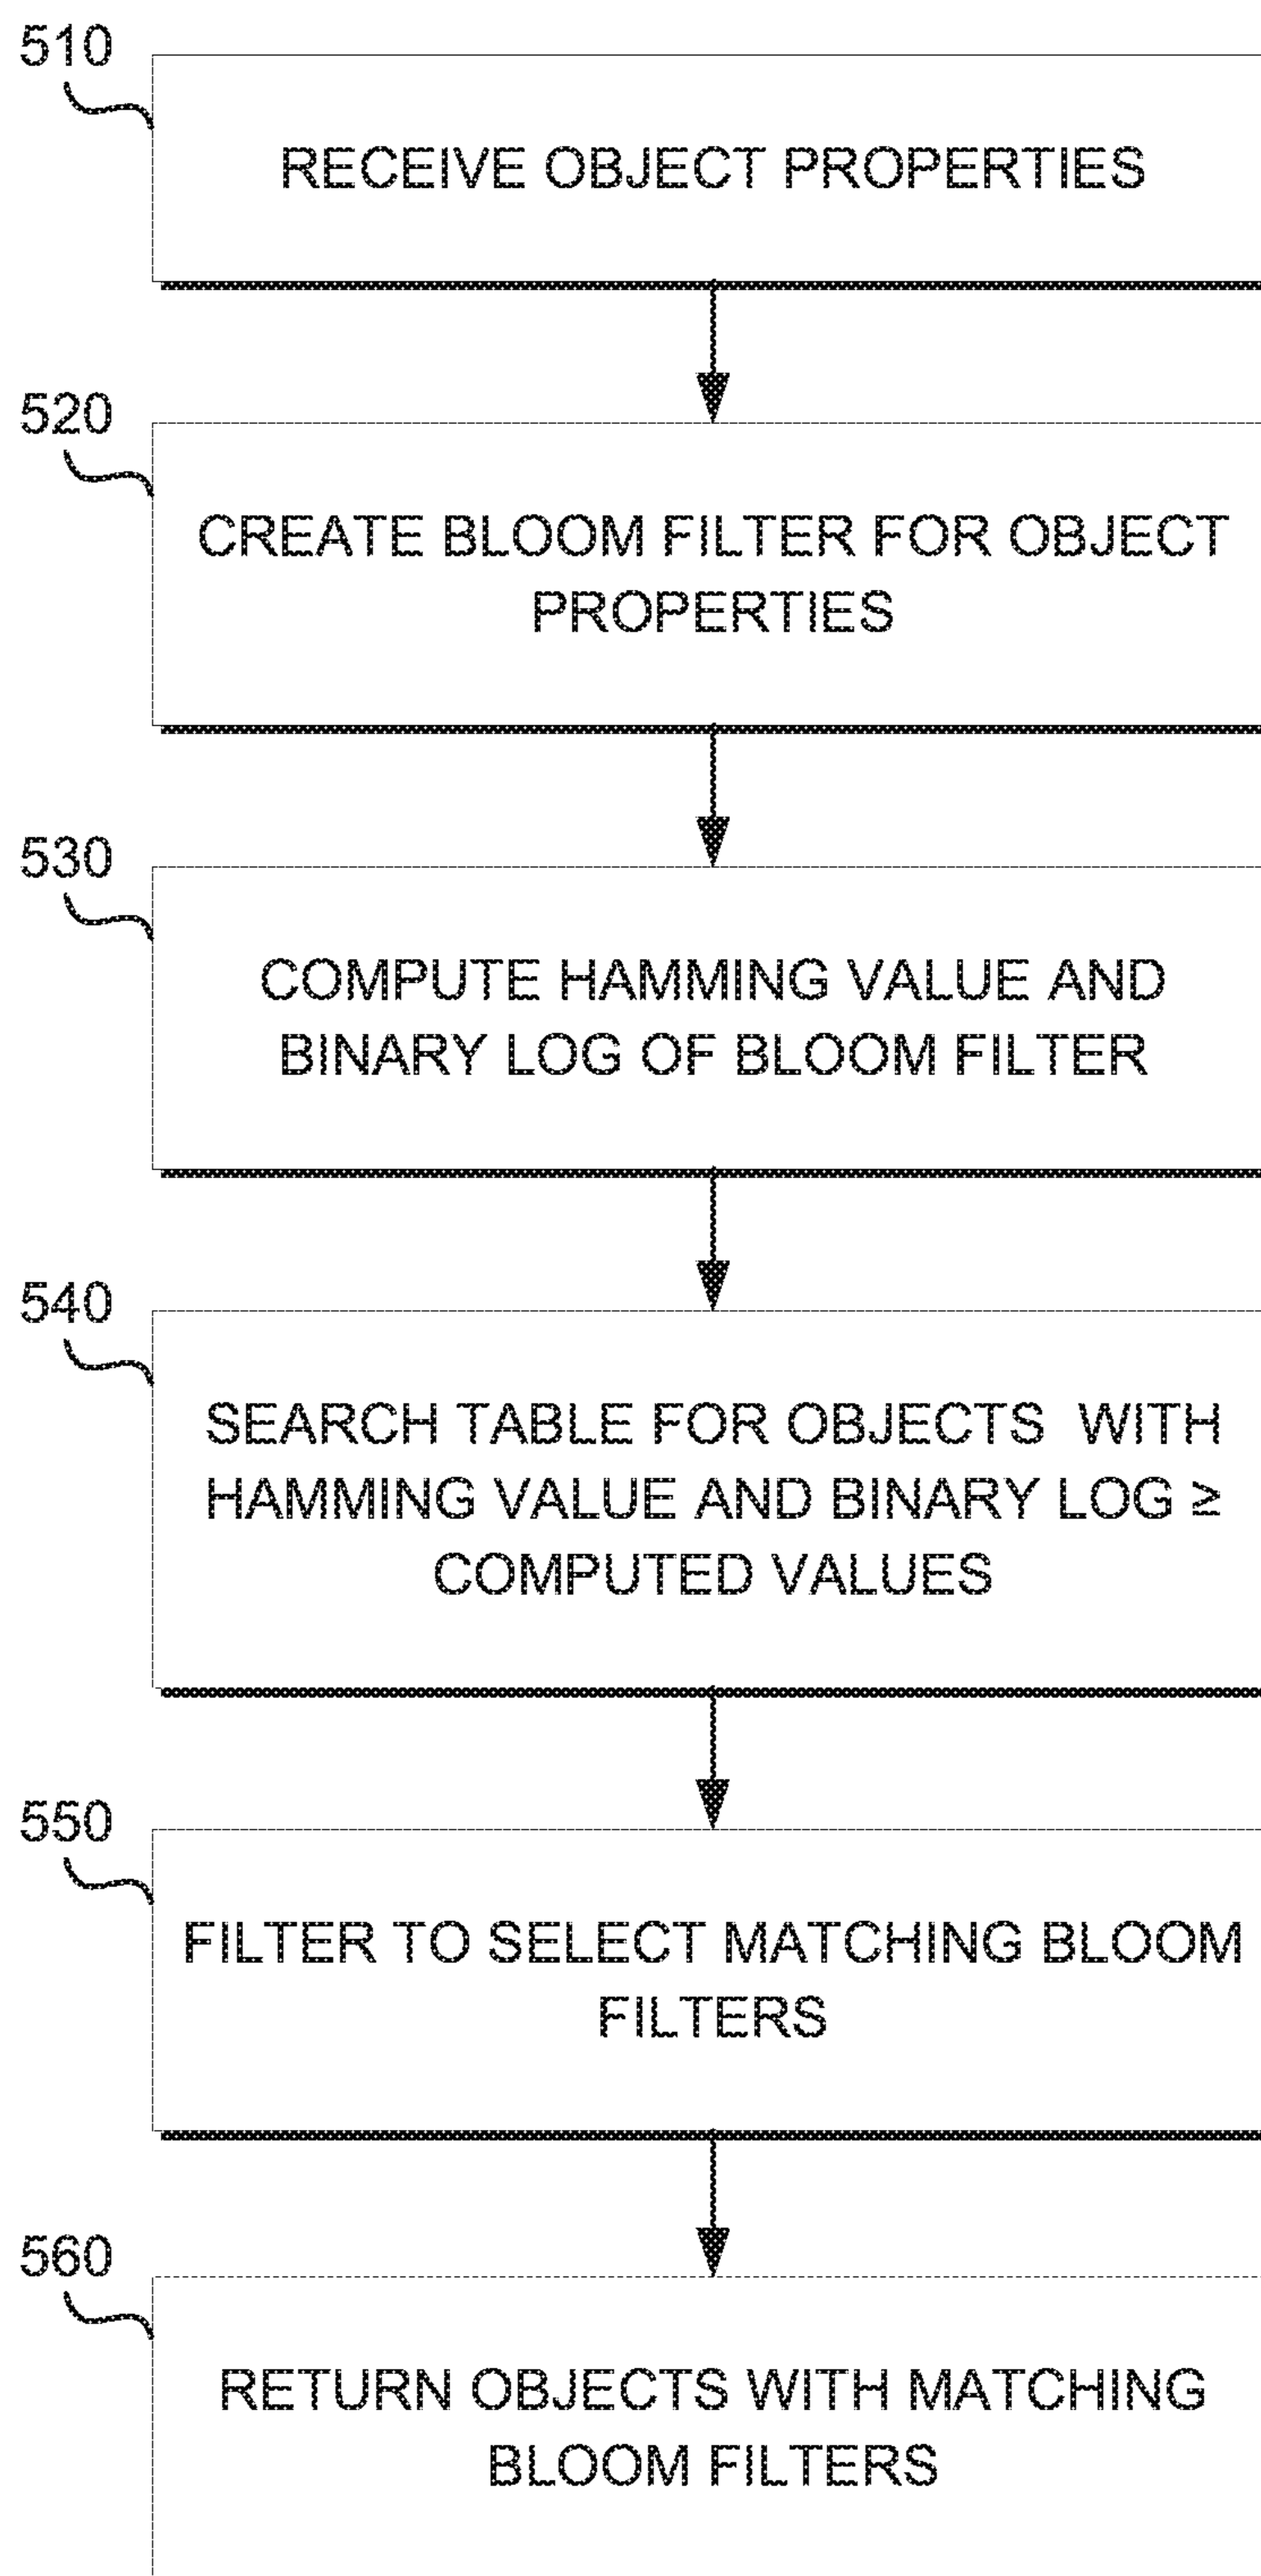 510
RECEIVE OBJECT PROPERTIES
520
CREATE BLOOM FILTER FOR OBJECT
PROPERTIES
530
COMPUTE HAMMING VALUE AND
BINARY LOG OF BLOOM FILTER
540
SEARCH TABLE FOR OBJECTS WITH
HAMMING VALUE AND BINARY LOG ≥
COMPUTED VALUES
550
FILTER TO SELECT MATCHING BLOOM
FILTERS
560
RETURN OBJECTS WITH MATCHING
BLOOM FILTERS